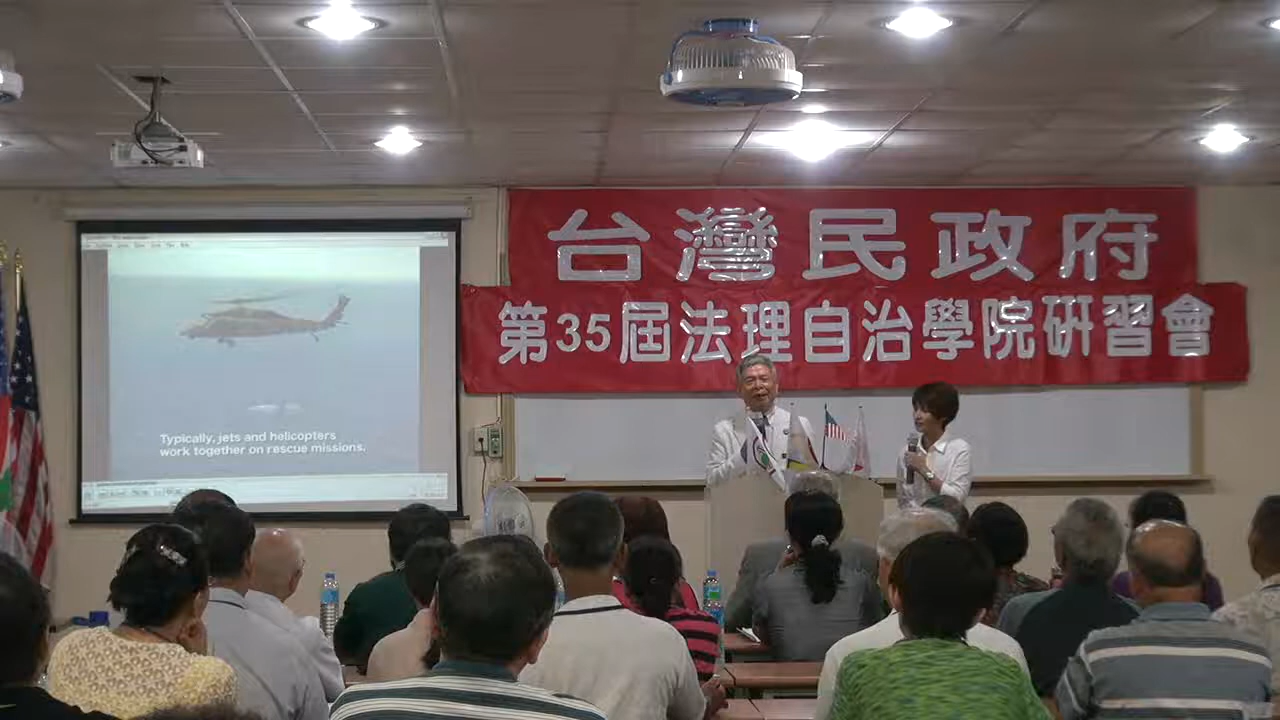 台灣民政府
第35屆法理自治學院研習會
Typically, jets and helicopters
work together on rescue missions.